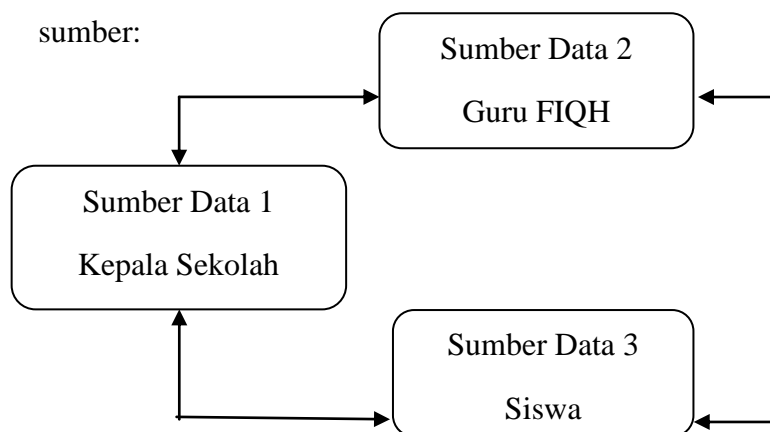 sumber:
Sumber Data 2
Guru FIQH
Sumber Data 1
Kepala Sekolah
Sumber Data 3
Siswa